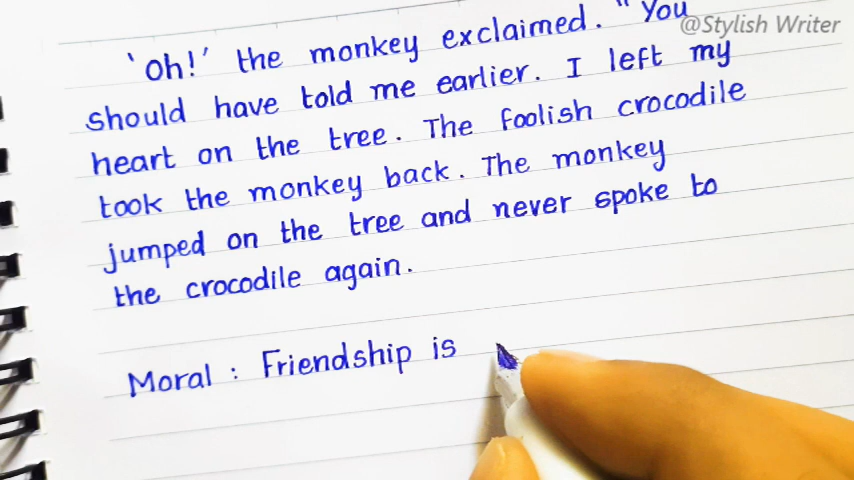 'oh!' the monkey exclaimed. "You
@Stylish Writer
should have told me earlier. I left my
heart on the tree. The foolish crocodile
took the monkey back. The monkey
jumped on the tree and never spoke to
the crocodile again.
Moral : Friendship is